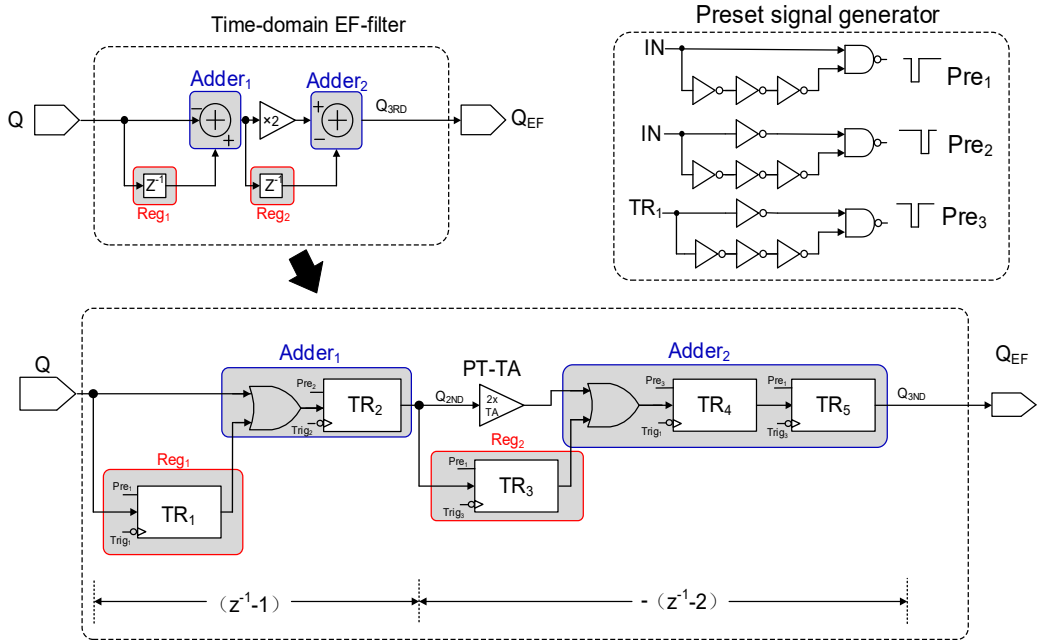 Time-domain EF-filter
Q
Adder₁
Adder₂
−
+
×2
+
−
Q₃RD
Q_EF
Z⁻¹
Reg₁
Z⁻¹
Reg₂
Preset signal generator
IN
Pre₁
IN
Pre₂
TR₁
Pre₃
Q
Adder₁
Pre₂
TR₂
Trig₂
Q₂ND
PT-TA
2x
TA
Adder₂
Pre₃
TR₄
Trig₁
Pre₁
TR₅
Trig₃
Q₃ND
Q_EF
Reg₁
Pre₁
TR₁
Trig₁
Reg₂
Pre₁
TR₃
Trig₃
（z⁻¹-1）
-（z⁻¹-2）